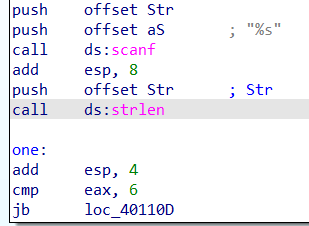 push offset Str
push offset aS ; "%s"
call ds:scanf
add esp, 8
push offset Str ; Str
call ds:strlen
one:
add esp, 4
cmp eax, 6
jb loc_40110D